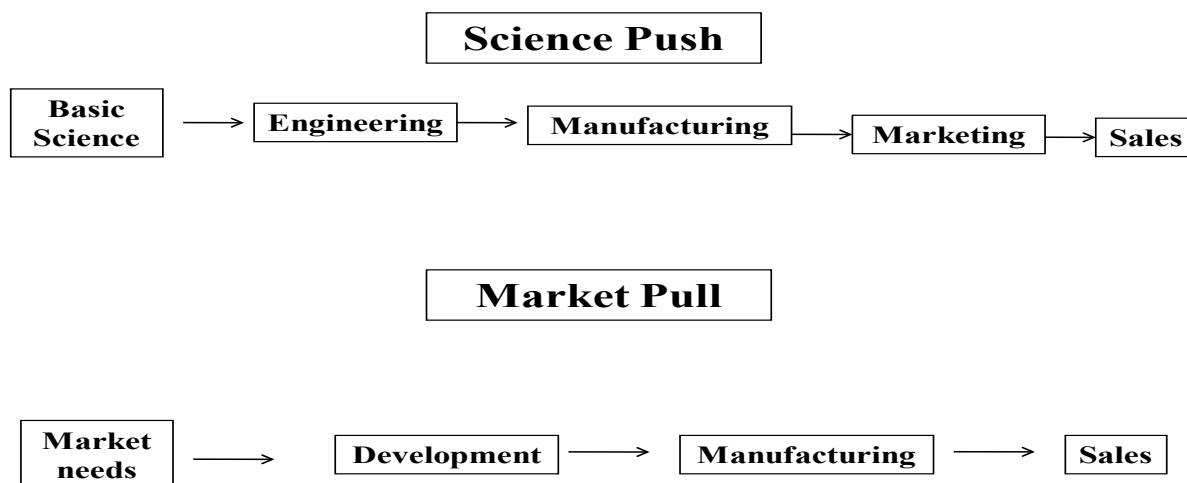 Science Push
Basic
Science
Engineering
Manufacturing
Marketing
Sales
Market Pull
Market
needs
Development
Manufacturing
Sales